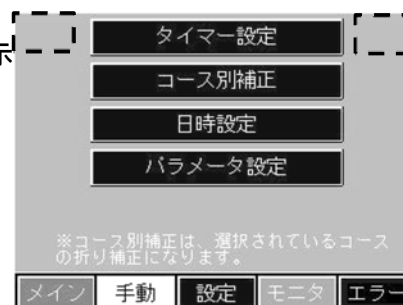 タイマー設定
示
コース別補正
日時設定
パラメータ設定
※コース別補正は、選択されているコース
の折り補正になります。
メイン 手動 設定 モニタ エラー